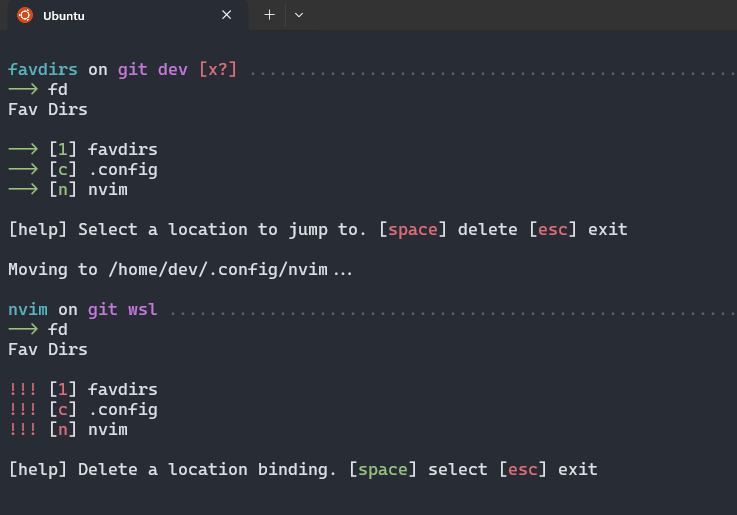 Ubuntu
favdirs on git dev [x?] ................................................
⟶ fd
Fav Dirs
⟶ [1] favdirs
⟶ [c] .config
⟶ [n] nvim
[help] Select a location to jump to. [space] delete [esc] exit
Moving to /home/dev/.config/nvim...
nvim on git wsl .........................................................
⟶ fd
Fav Dirs
!!! [1] favdirs
!!! [c] .config
!!! [n] nvim
[help] Delete a location binding. [space] select [esc] exit